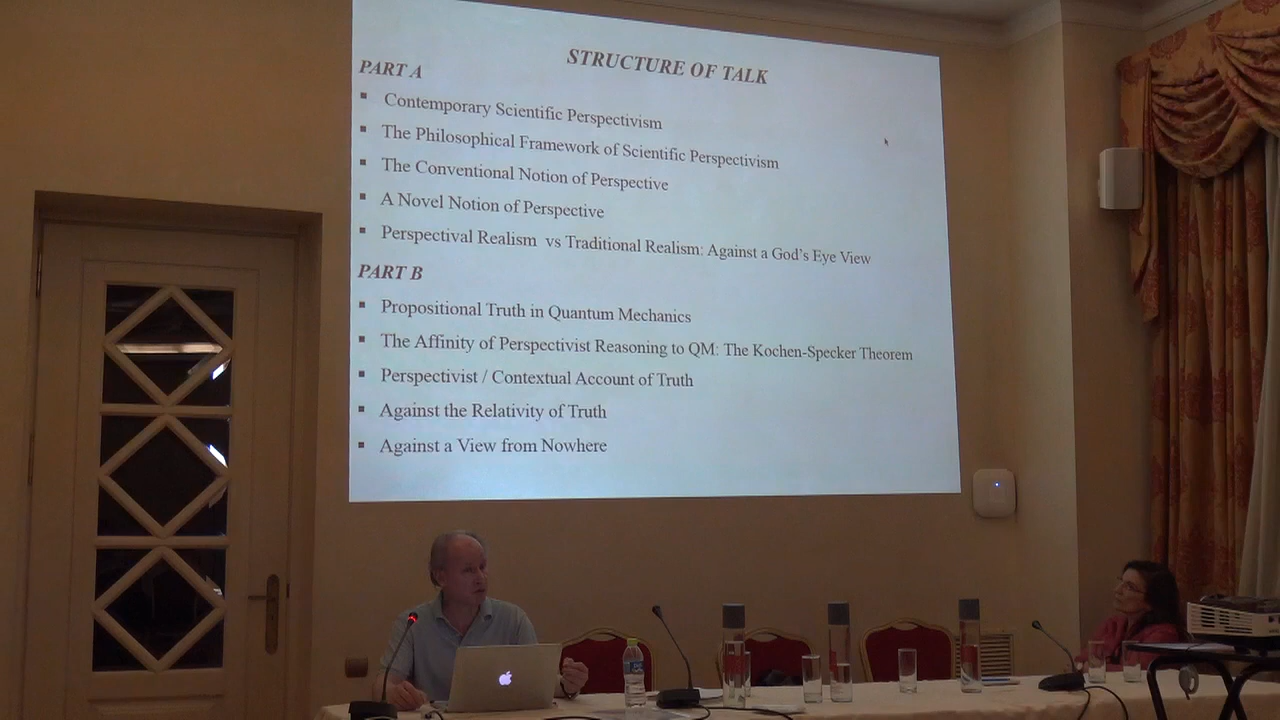 STRUCTURE OF TALK
PART A
▪ Contemporary Scientific Perspectivism
▪ The Philosophical Framework of Scientific Perspectivism
▪ The Conventional Notion of Perspective
▪ A Novel Notion of Perspective
▪ Perspectival Realism vs Traditional Realism: Against a God's Eye View
PART B
▪ Propositional Truth in Quantum Mechanics
▪ The Affinity of Perspectivist Reasoning to QM: The Kochen-Specker Theorem
▪ Perspectivist / Contextual Account of Truth
▪ Against the Relativity of Truth
▪ Against a View from Nowhere